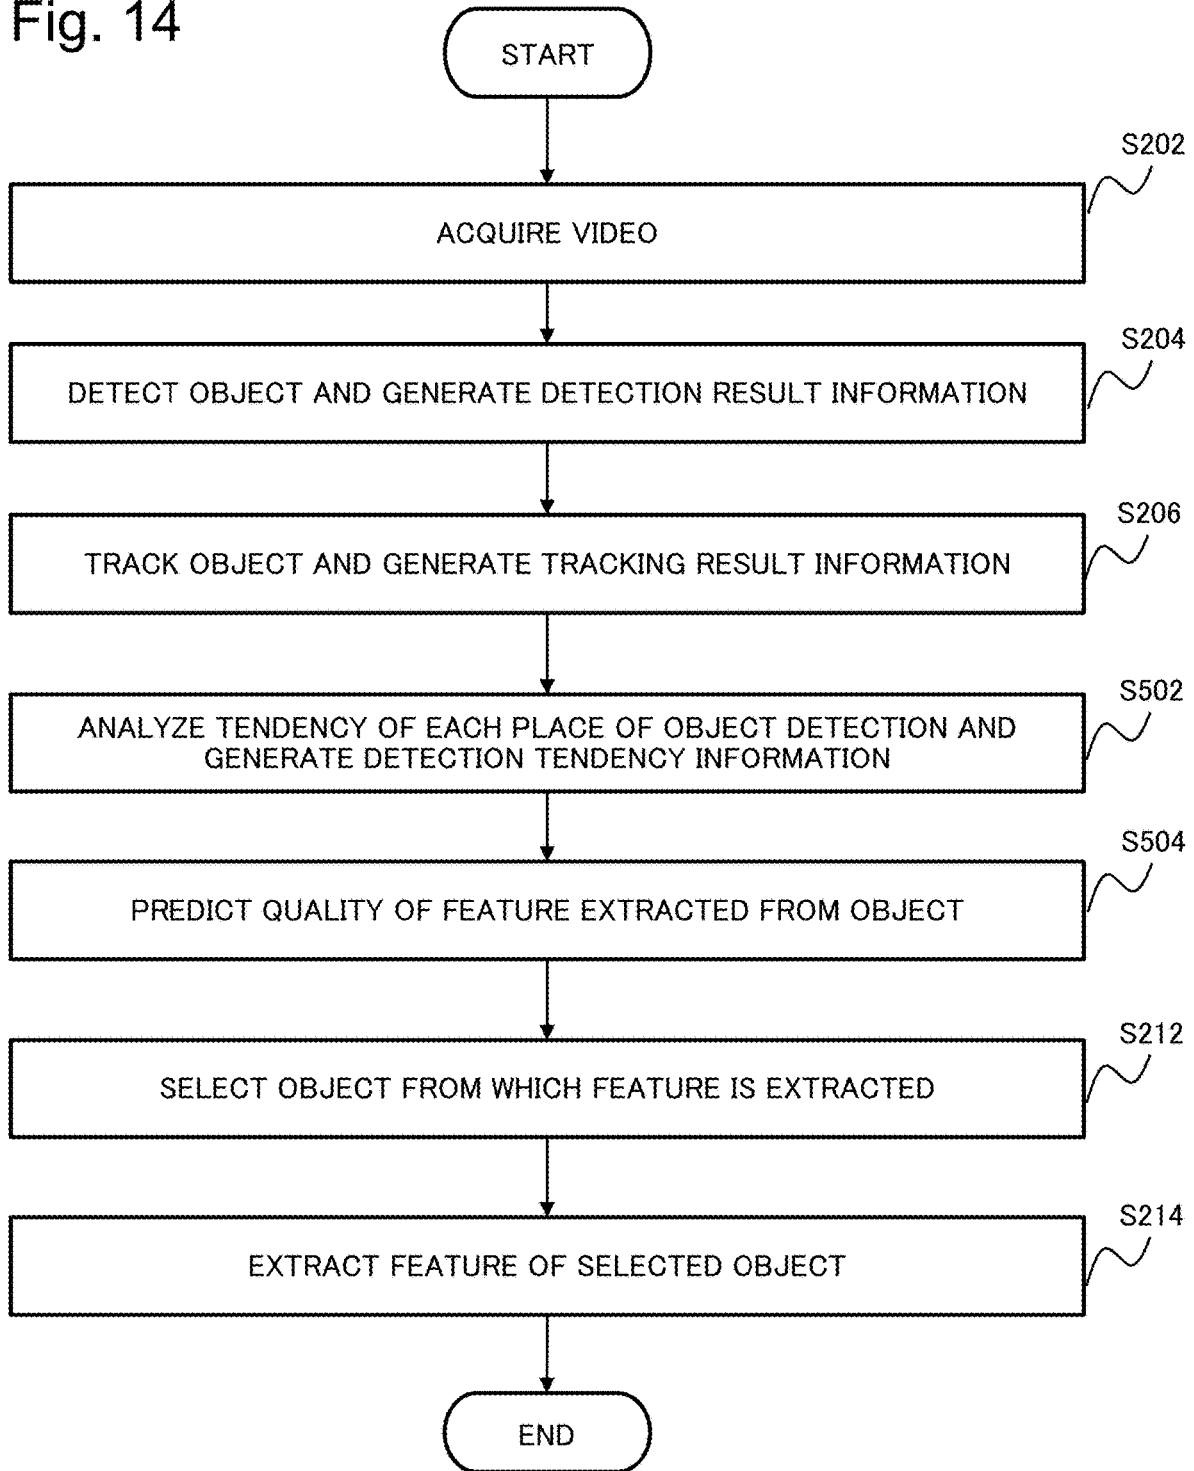 Fig. 14
START
S202
ACQUIRE VIDEO
S204
DETECT OBJECT AND GENERATE DETECTION RESULT INFORMATION
S206
TRACK OBJECT AND GENERATE TRACKING RESULT INFORMATION
S502
ANALYZE TENDENCY OF EACH PLACE OF OBJECT DETECTION AND
GENERATE DETECTION TENDENCY INFORMATION
S504
PREDICT QUALITY OF FEATURE EXTRACTED FROM OBJECT
S212
SELECT OBJECT FROM WHICH FEATURE IS EXTRACTED
S214
EXTRACT FEATURE OF SELECTED OBJECT
END